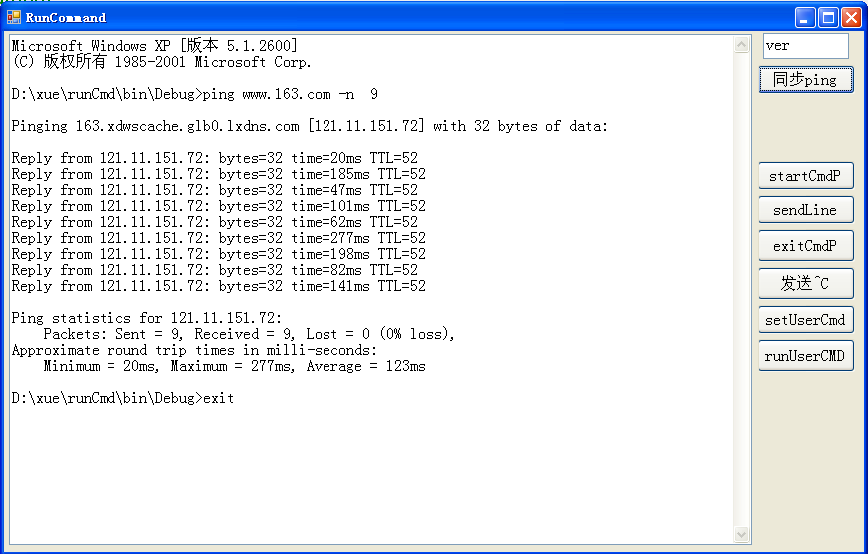 RunCommand
Microsoft Windows XP [版本 5.1.2600]
(C) 版权所有 1985-2001 Microsoft Corp.
D:\xue\runCmd\bin\Debug>ping www.163.com -n  9
Pinging 163.xdwscache.glb0.lxdns.com [121.11.151.72] with 32 bytes of data:
Reply from 121.11.151.72: bytes=32 time=20ms TTL=52
Reply from 121.11.151.72: bytes=32 time=185ms TTL=52
Reply from 121.11.151.72: bytes=32 time=47ms TTL=52
Reply from 121.11.151.72: bytes=32 time=101ms TTL=52
Reply from 121.11.151.72: bytes=32 time=62ms TTL=52
Reply from 121.11.151.72: bytes=32 time=277ms TTL=52
Reply from 121.11.151.72: bytes=32 time=198ms TTL=52
Reply from 121.11.151.72: bytes=32 time=82ms TTL=52
Reply from 121.11.151.72: bytes=32 time=141ms TTL=52
Ping statistics for 121.11.151.72:
    Packets: Sent = 9, Received = 9, Lost = 0 (0% loss),
Approximate round trip times in milli-seconds:
    Minimum = 20ms, Maximum = 277ms, Average = 123ms
D:\xue\runCmd\bin\Debug>exit
ver
同步ping
startCmdP
sendLine
exitCmdP
发送^C
setUserCmd
runUserCMD